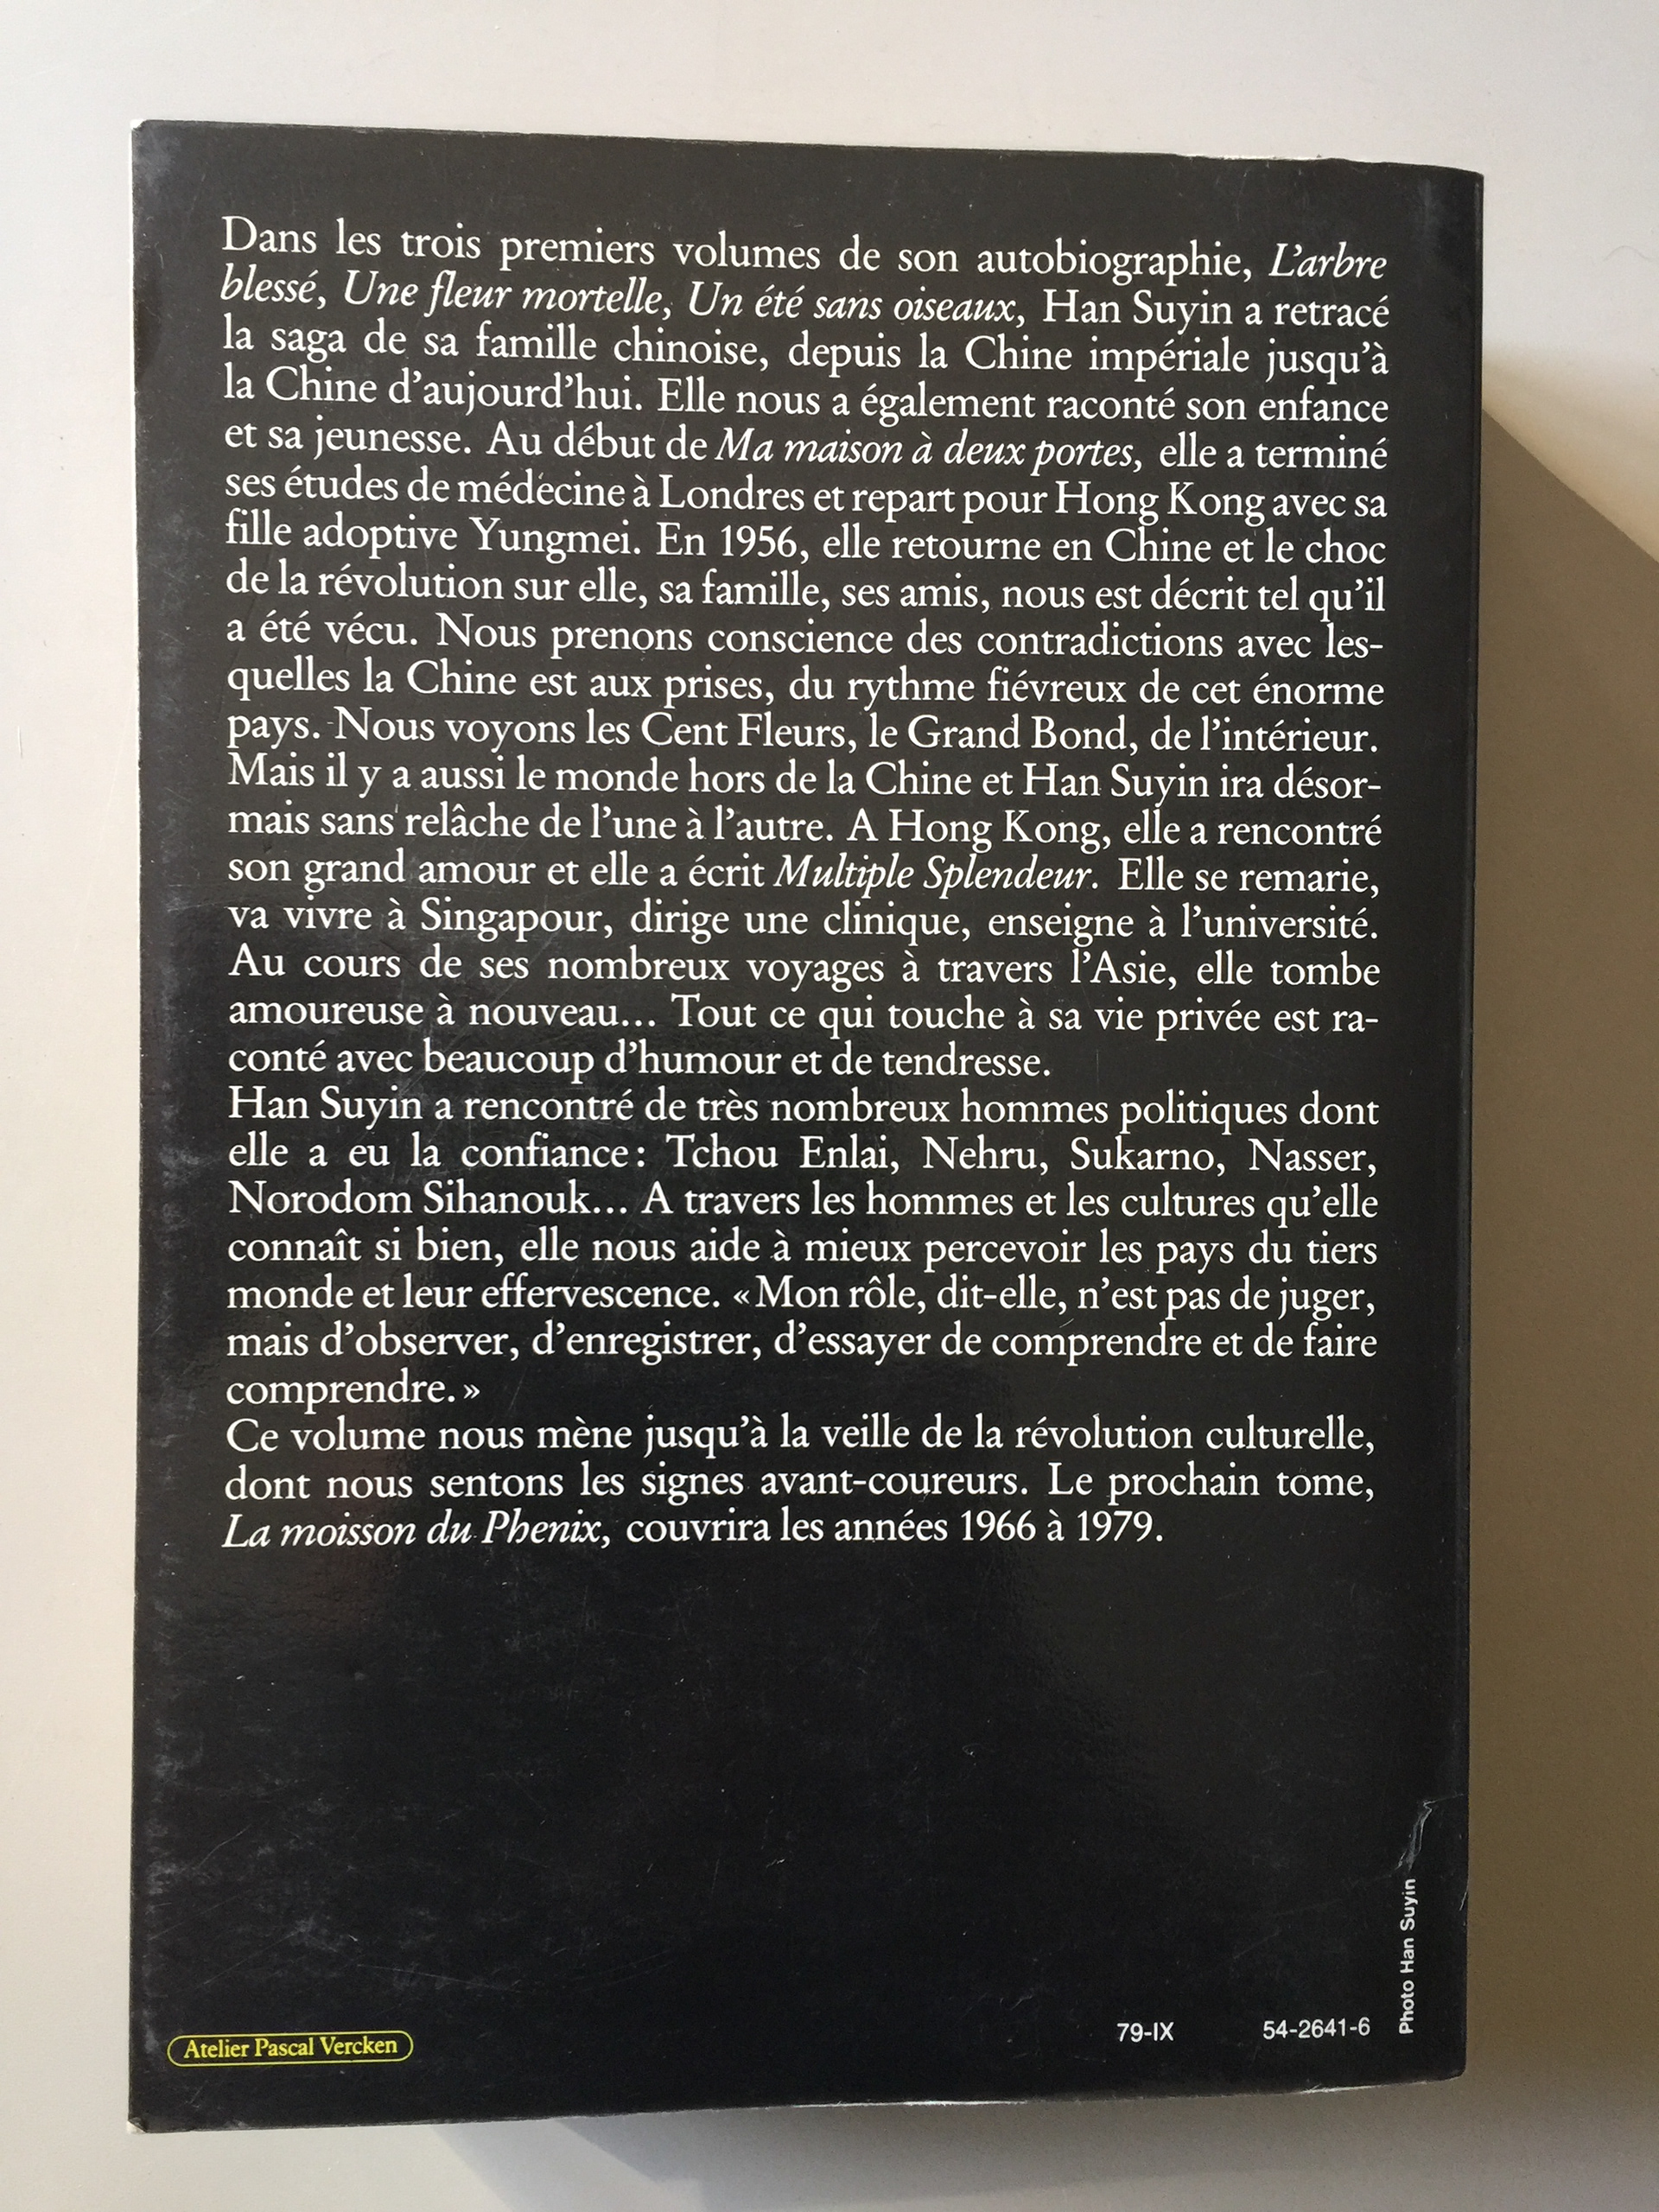 Dans les trois premiers volumes de son autobiographie, L'arbre
blessé, Une fleur mortelle, Un été sans oiseaux, Han Suyin a retracé
la saga de sa famille chinoise, depuis la Chine impériale jusqu'à
la Chine d'aujourd'hui. Elle nous a également raconté son enfance
et sa jeunesse. Au début de Ma maison à deux portes, elle a terminé
ses études de médecine à Londres et repart pour Hong Kong avec sa
fille adoptive Yungmei. En 1956, elle retourne en Chine et le choc
de la révolution sur elle, sa famille, ses amis, nous est décrit tel qu'il
a été vécu. Nous prenons conscience des contradictions avec les-
quelles la Chine est aux prises, du rythme fiévreux de cet énorme
pays. Nous voyons les Cent Fleurs, le Grand Bond, de l'intérieur.
Mais il y a aussi le monde hors de la Chine et Han Suyin ira désor-
mais sans relâche de l'une à l'autre. A Hong Kong, elle a rencontré
son grand amour et elle a écrit Multiple Splendeur. Elle se remarie,
va vivre à Singapour, dirige une clinique, enseigne à l'université.
Au cours de ses nombreux voyages à travers l'Asie, elle tombe
amoureuse à nouveau... Tout ce qui touche à sa vie privée est ra-
conté avec beaucoup d'humour et de tendresse.
Han Suyin a rencontré de très nombreux hommes politiques dont
elle a eu la confiance : Tchou Enlai, Nehru, Sukarno, Nasser,
Norodom Sihanouk... A travers les hommes et les cultures qu'elle
connaît si bien, elle nous aide à mieux percevoir les pays du tiers
monde et leur effervescence. « Mon rôle, dit-elle, n'est pas de juger,
mais d'observer, d'enregistrer, d'essayer de comprendre et de faire
comprendre. »
Ce volume nous mène jusqu'à la veille de la révolution culturelle,
dont nous sentons les signes avant-coureurs. Le prochain tome,
La moisson du Phenix, couvrira les années 1966 à 1979.
Photo Han Suyin
79-IX 54-2641-6
Atelier Pascal Vercken